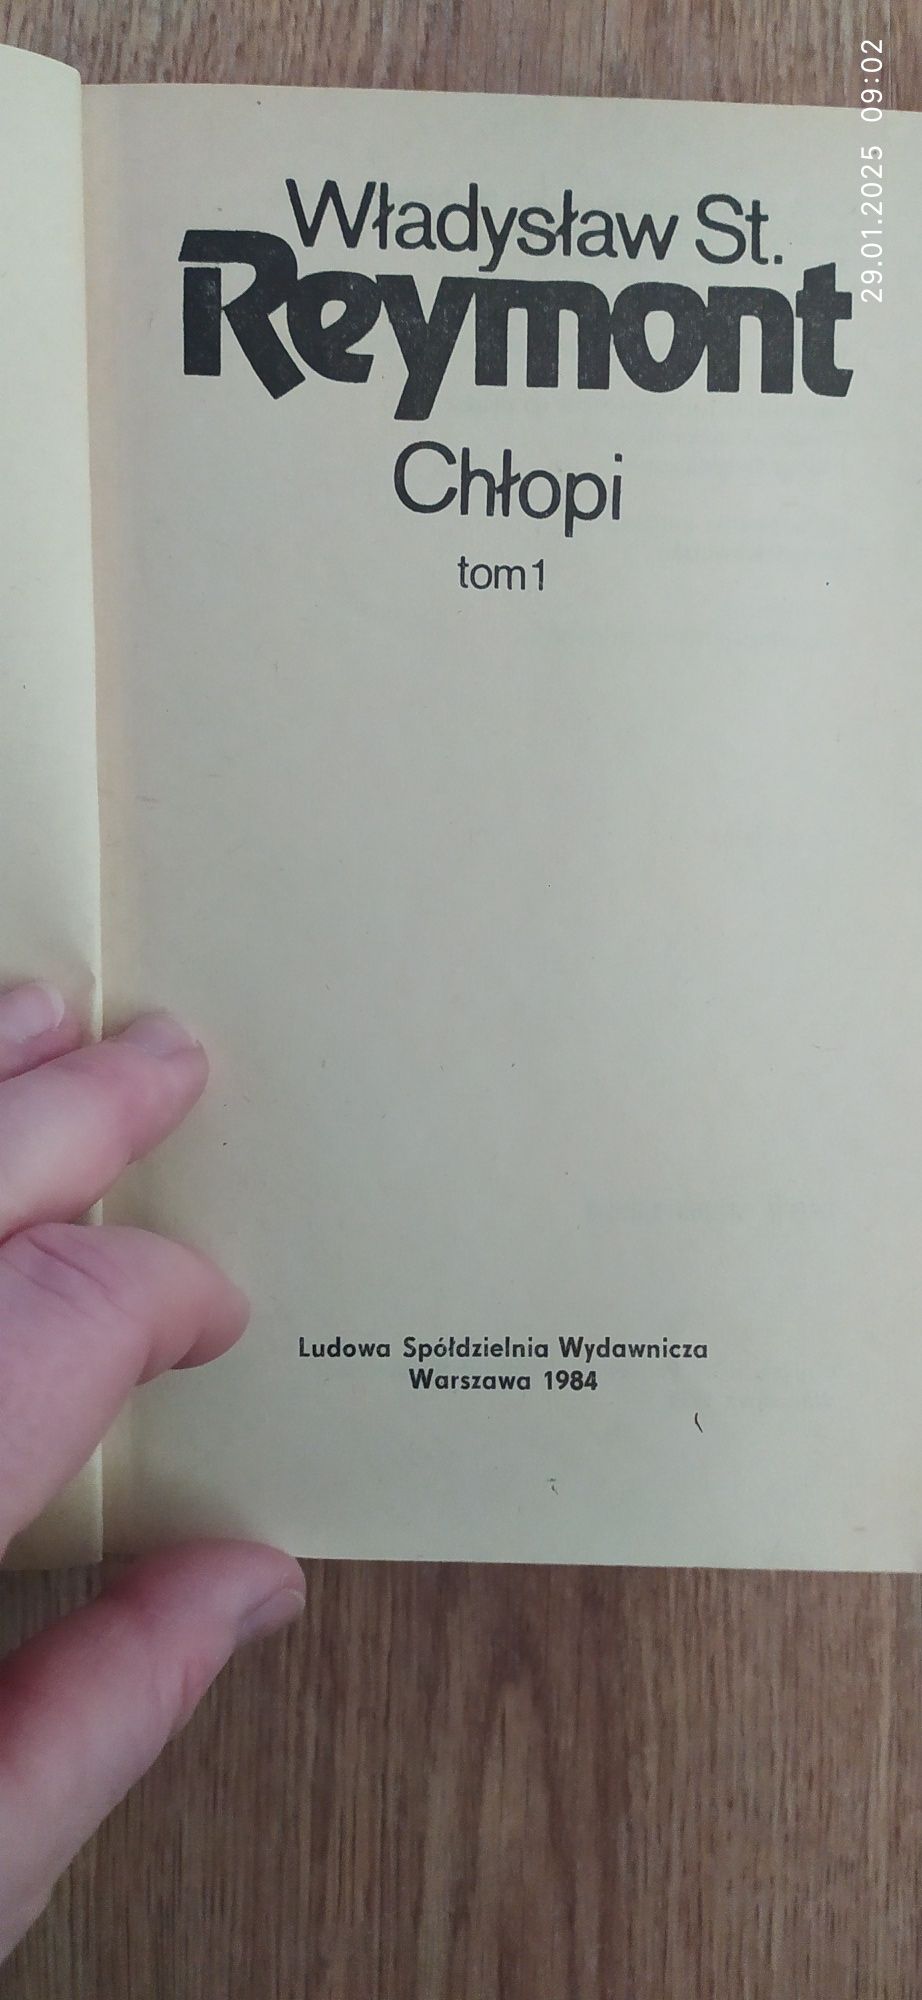 Władysław St.
Reymont
Chłopi
tom 1
Ludowa Spółdzielnia Wydawnicza
Warszawa 1984
29.01.2025 09:02